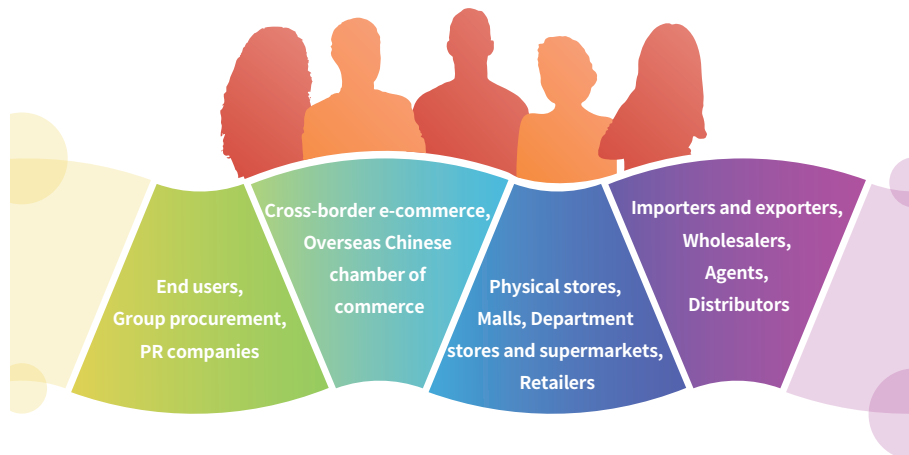 End users,
Group procurement,
PR companies
Cross-border e-commerce,
Overseas Chinese
chamber of
commerce
Physical stores,
Malls, Department
stores and supermarkets,
Retailers
Importers and exporters,
Wholesalers,
Agents,
Distributors